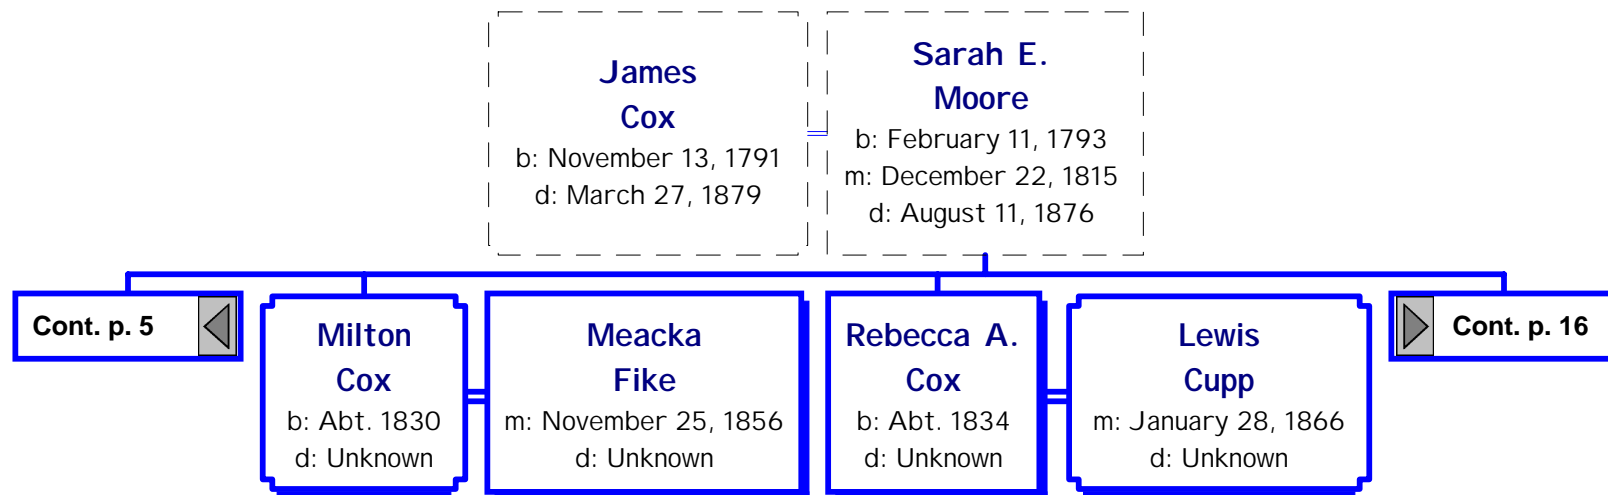 James
Cox
b: November 13, 1791
d: March 27, 1879
Sarah E.
Moore
b: February 11, 1793
m: December 22, 1815
d: August 11, 1876
Cont. p. 5
Milton
Cox
b: Abt. 1830
d: Unknown
Meacka
Fike
m: November 25, 1856
d: Unknown
Rebecca A.
Cox
b: Abt. 1834
d: Unknown
Lewis
Cupp
m: January 28, 1866
d: Unknown
Cont. p. 16